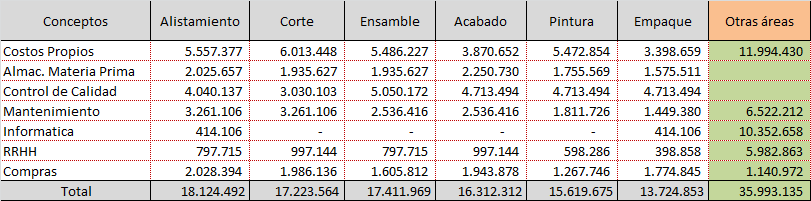 Conceptos Alistamiento Corte Ensamble Acabado Pintura Empaque Otras áreas
Costos Propios 5.557.377 6.013.448 5.486.227 3.870.652 5.472.854 3.398.659 11.994.430
Almac. Materia Prima 2.025.657 1.935.627 1.935.627 2.250.730 1.755.569 1.575.511
Control de Calidad 4.040.137 3.030.103 5.050.172 4.713.494 4.713.494 4.713.494
Mantenimiento 3.261.106 3.261.106 2.536.416 2.536.416 1.811.726 1.449.380 6.522.212
Informatica 414.106 - - - - 414.106 10.352.658
RRHH 797.715 997.144 797.715 997.144 598.286 398.858 5.982.863
Compras 2.028.394 1.986.136 1.605.812 1.943.878 1.267.746 1.774.845 1.140.972
Total 18.124.492 17.223.564 17.411.969 16.312.312 15.619.675 13.724.853 35.993.135